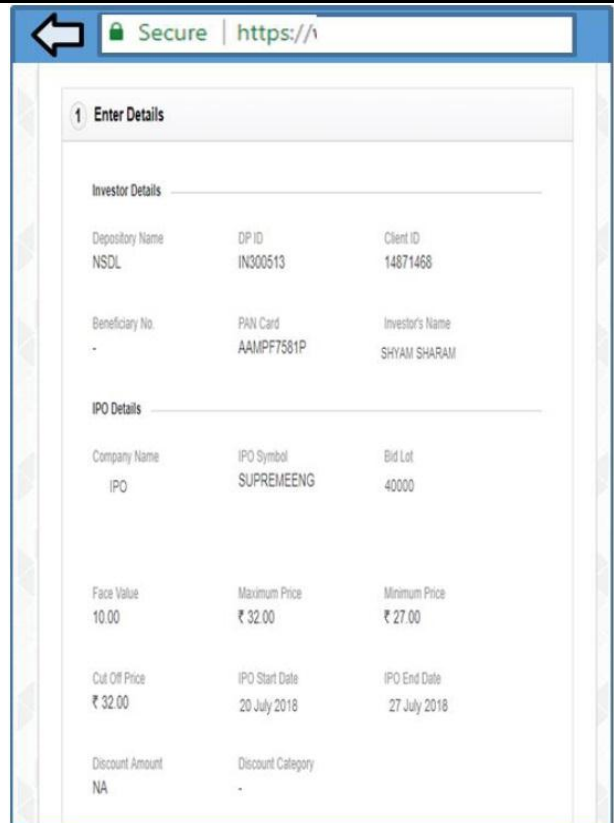 Secure | https://
1 Enter Details
Investor Details
Depository Name DP ID Client ID
NSDL IN300513 14871468
Beneficiary No. PAN Card Investor's Name
- AAMPF7581P SHYAM SHARAM
IPO Details
Company Name IPO Symbol Bid Lot
IPO SUPREMEENG 40000
Face Value Maximum Price Minimum Price
10.00 ₹ 32.00 ₹ 27.00
Cut Off Price IPO Start Date IPO End Date
₹ 32.00 20 July 2018 27 July 2018
Discount Amount Discount Category
NA -